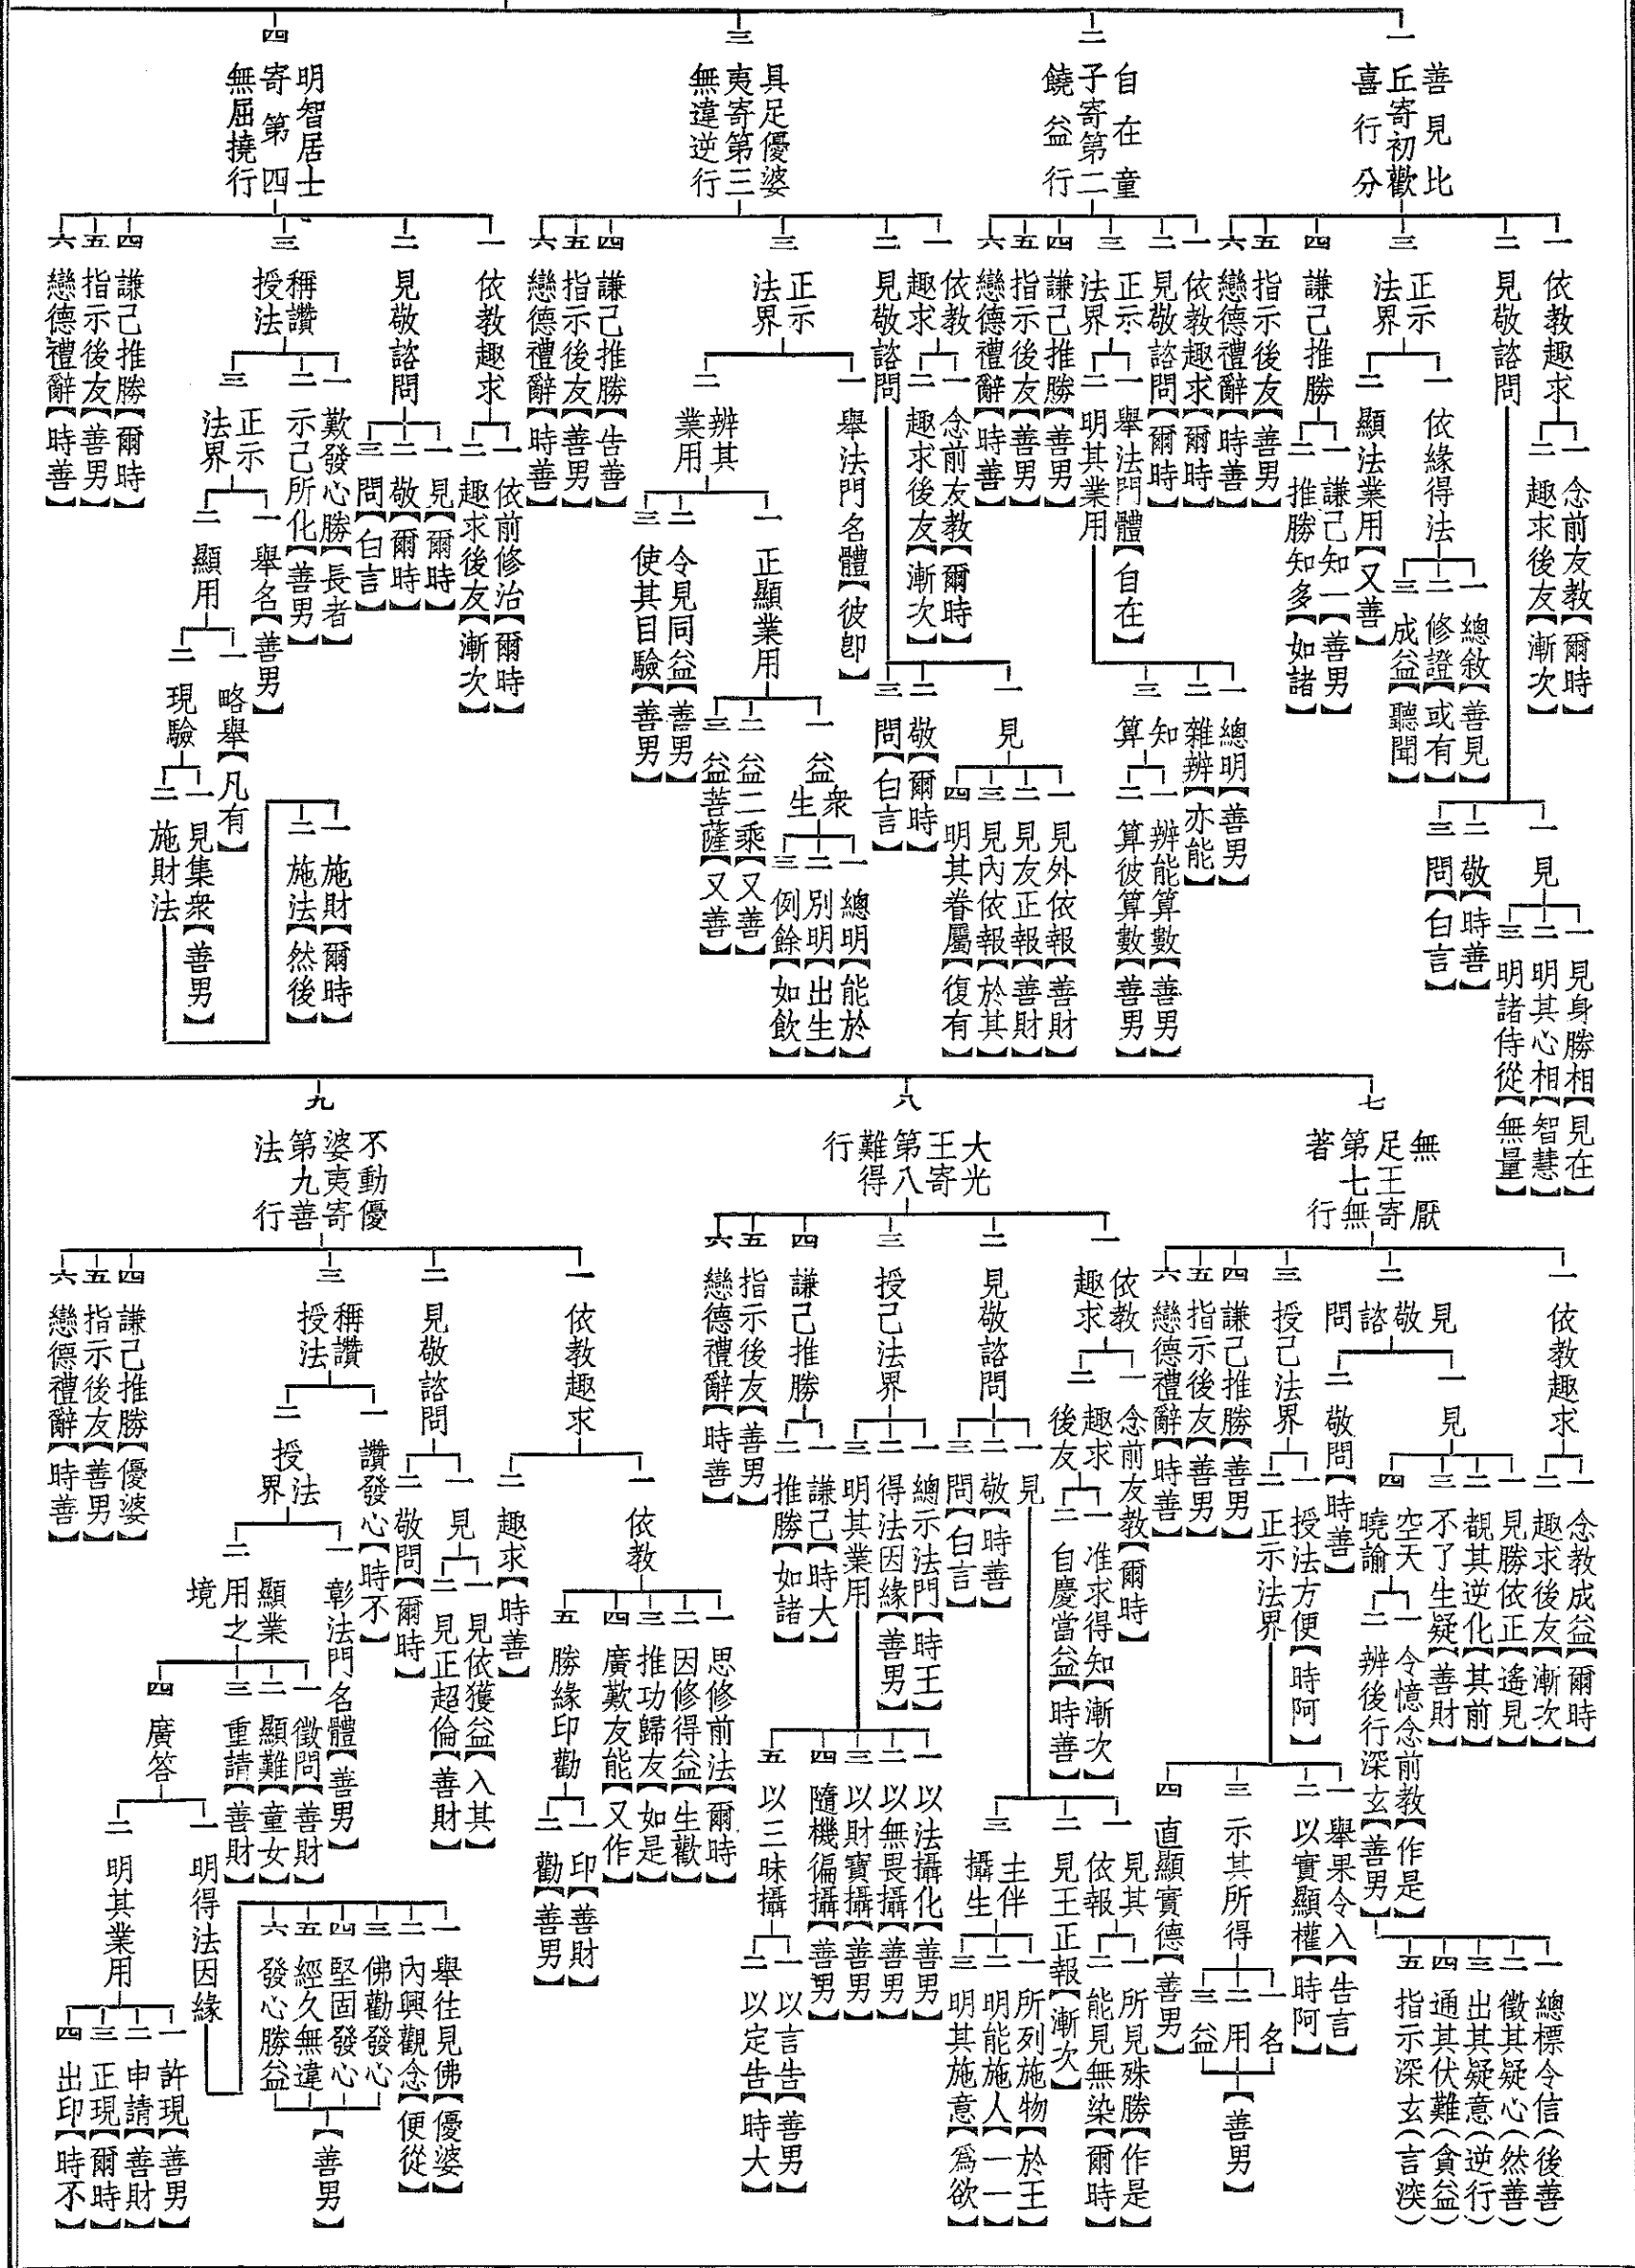 一 善見比丘寄初歡喜行分
一 依教趣求
一 念前友教【爾時】
二 趣求後友【漸次】
二 見敬諮問
一 見
一 見身勝相【見在】
二 明其心相【智慧】
三 明諸侍從【無量】
二 敬【時善】
三 問【白言】
三 正示法界
一 依緣得法
一 總敘【善見】
二 修證【或有】
三 成益【聽聞】
二 顯法業用【又善】
四 謙己推勝
一 謙己知一【善男】
二 推勝知多【如諸】
五 指示後友【善男】
六 戀德禮辭【時善】
二 自在童子寄第二饒益行
一 依教趣求【爾時】
二 見敬諮問【爾時】
三 正示法界
一 舉法門體【自在】
二 明其業用
一 總明【善男】
二 雜辨【亦能】
三 知算
一 辨能算數【善男】
二 算彼算數【善男】
四 謙己推勝【善男】
五 指示後友【善男】
六 戀德禮辭【時善】
三 具足優婆夷寄第三無違逆行
一 依教趣求
一 念前友教【爾時】
二 趣求後友【漸次】
二 見敬諮問
一 見
一 見外依報【善財】
二 見友正報【善財】
三 見內依報【於其】
四 明其眷屬【復有】
二 敬【爾時】
三 問【白言】
三 正示法界
一 舉法門名體【彼卽】
二 辨其業用
一 正顯業用
一 益衆生
一 總明【能於】
二 別明【出生】
三 例餘【如飲】
二 益二乘【又善】
三 益菩薩【又善】
二 令見同益【善男】
三 使其目驗【善男】
四 謙己推勝【告善】
五 指示後友【善男】
六 戀德禮辭【時善】
四 明智居士寄第四無屈撓行
一 依教趣求
一 依前修治【爾時】
二 趣求後友【漸次】
二 見敬諮問
一 見【爾時】
二 敬【爾時】
三 問【白言】
三 稱讚授法
一 歎發心勝【長者】
二 示己所化【善男】
三 正示法界
一 舉名【善男】
二 顯用
一 略舉【凡有】
二 現驗
一 見集衆【善男】
二 施財法
一 施財【爾時】
二 施法【然後】
四 謙己推勝【爾時】
五 指示後友【善男】
六 戀德禮辭【時善】
七 無厭足王寄第七無著行
一 依教趣求
一 念教成益【爾時】
二 趣求後友【漸次】
二 見敬諮問
一 見
一 見勝依正【遙見】
二 覩其逆化【其前】
三 不了生疑【善財】
四 空天曉諭
一 令憶念前教【作是】
二 辨後行深玄【善男】
一 總標令信（後善）
二 徵其疑心（然善）
三 出其疑意（逆行）
四 通其伏難（貪益）
五 指示深玄（言深）
二 敬問【時善】
三 授己法界
一 授法方便【時阿】
二 正示法界
一 舉果令入【告言】
二 以實顯權【時阿】
三 示其所得
一 名
二 用
三 益
【善男】
四 直顯實德【善男】
四 謙己推勝【善男】
五 指示後友【善男】
六 戀德禮辭【時善】
八 大光王寄第八難得行
一 依教趣求
一 念前友教【爾時】
二 趣求後友
一 准求得知【漸次】
二 自慶當益【時善】
二 見敬諮問
一 見
一 見其依報
一 所見殊勝【作是】
二 能見無染【爾時】
二 見王正報【漸次】
三 主伴攝生
一 所列施物【於王】
二 明能施人【一一】
三 明其施意【爲欲】
二 敬【時善】
三 問【白言】
三 授己法界
一 總示法門【時王】
二 得法因緣【善男】
三 明其業用
一 以法攝化【善男】
二 以無畏攝【善男】
三 以財寶攝【善男】
四 隨機偏攝【善男】
五 以三昧攝
一 以言告【善男】
二 以定告【時大】
四 謙己推勝
一 謙己【時大】
二 推勝【如諸】
五 指示後友【善男】
六 戀德禮辭【時善】
九 不動優婆夷寄第九善法行
一 依教趣求
一 依教
一 思修前法【爾時】
二 因修得益【生歡】
三 推功歸友【如是】
四 廣歎友能【又作】
五 勝緣印勸
一 印【善財】
二 勸【善男】
二 趣求【時善】
二 見敬諮問
一 見
一 見依獲益【入其】
二 見正超倫【善財】
二 敬問【爾時】
三 稱讚授法
一 讚發心【時不】
二 授法界
一 彰法門名體【善男】
二 顯業用之境
一 徵問【善財】
二 顯難【童女】
三 重請【善財】
四 廣答
一 明得法因緣
一 舉往見佛【優婆】
二 內興觀念【便從】
三 佛勸發心
四 堅固發心
五 經久無違
六 發心勝益
【善男】
二 明其業用
一 許現【善男】
二 申請【善財】
三 正現【爾時】
四 出印【時不】
四 謙己推勝【優婆】
五 指示後友【善男】
六 戀德禮辭【時善】